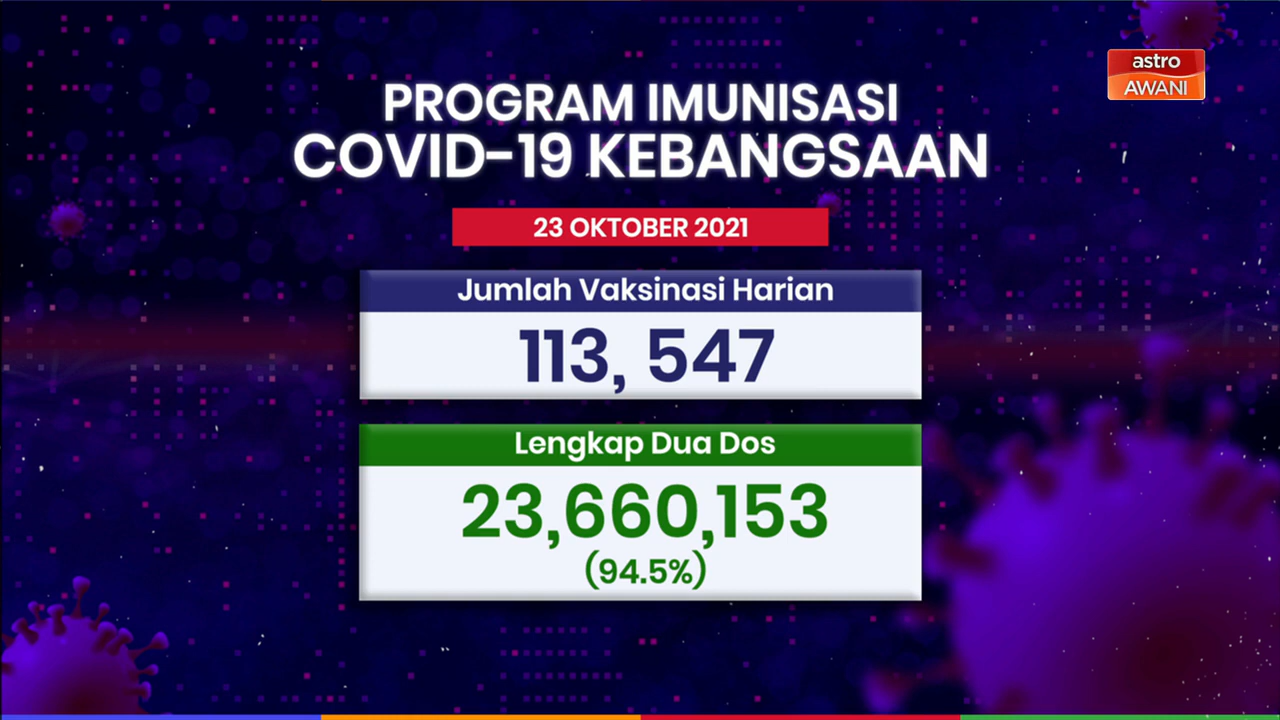 astro
AWANI
PROGRAM IMUNISASI
COVID-19 KEBANGSAAN
23 OKTOBER 2021
Jumlah Vaksinasi Harian
113, 547
Lengkap Dua Dos
23,660,153
(94.5%)